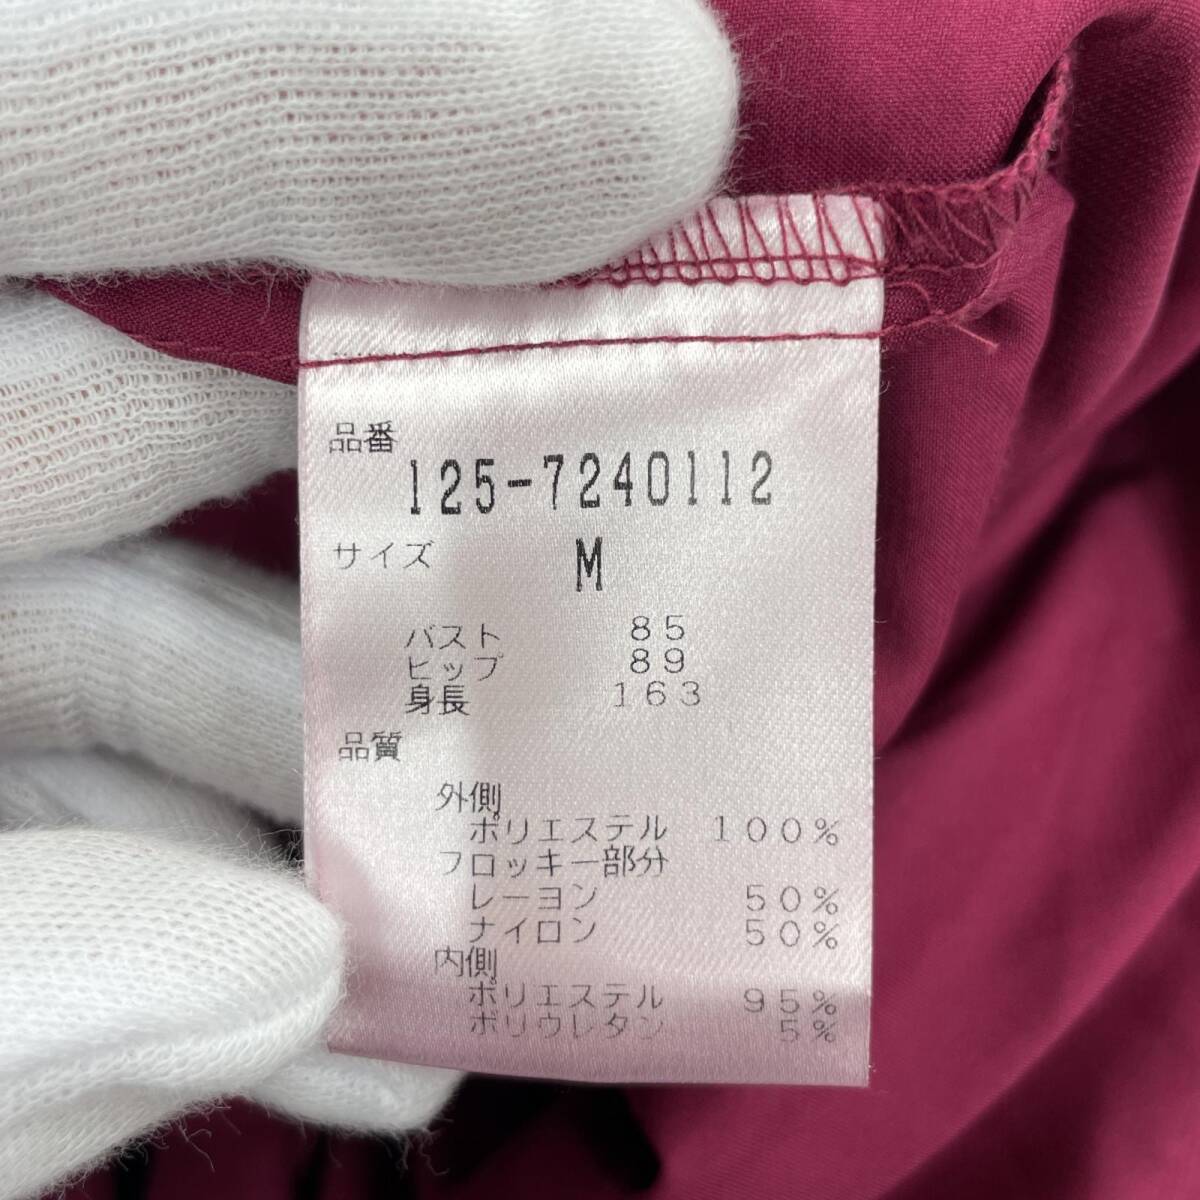 品番
125-7240112
サイズ M
バスト 85
ヒップ 89
身長 163
品質
外側
ポリエステル 100%
フロッキー部分
レーヨン 50%
ナイロン 50%
内側
ポリエステル 95%
ポリウレタン 5%